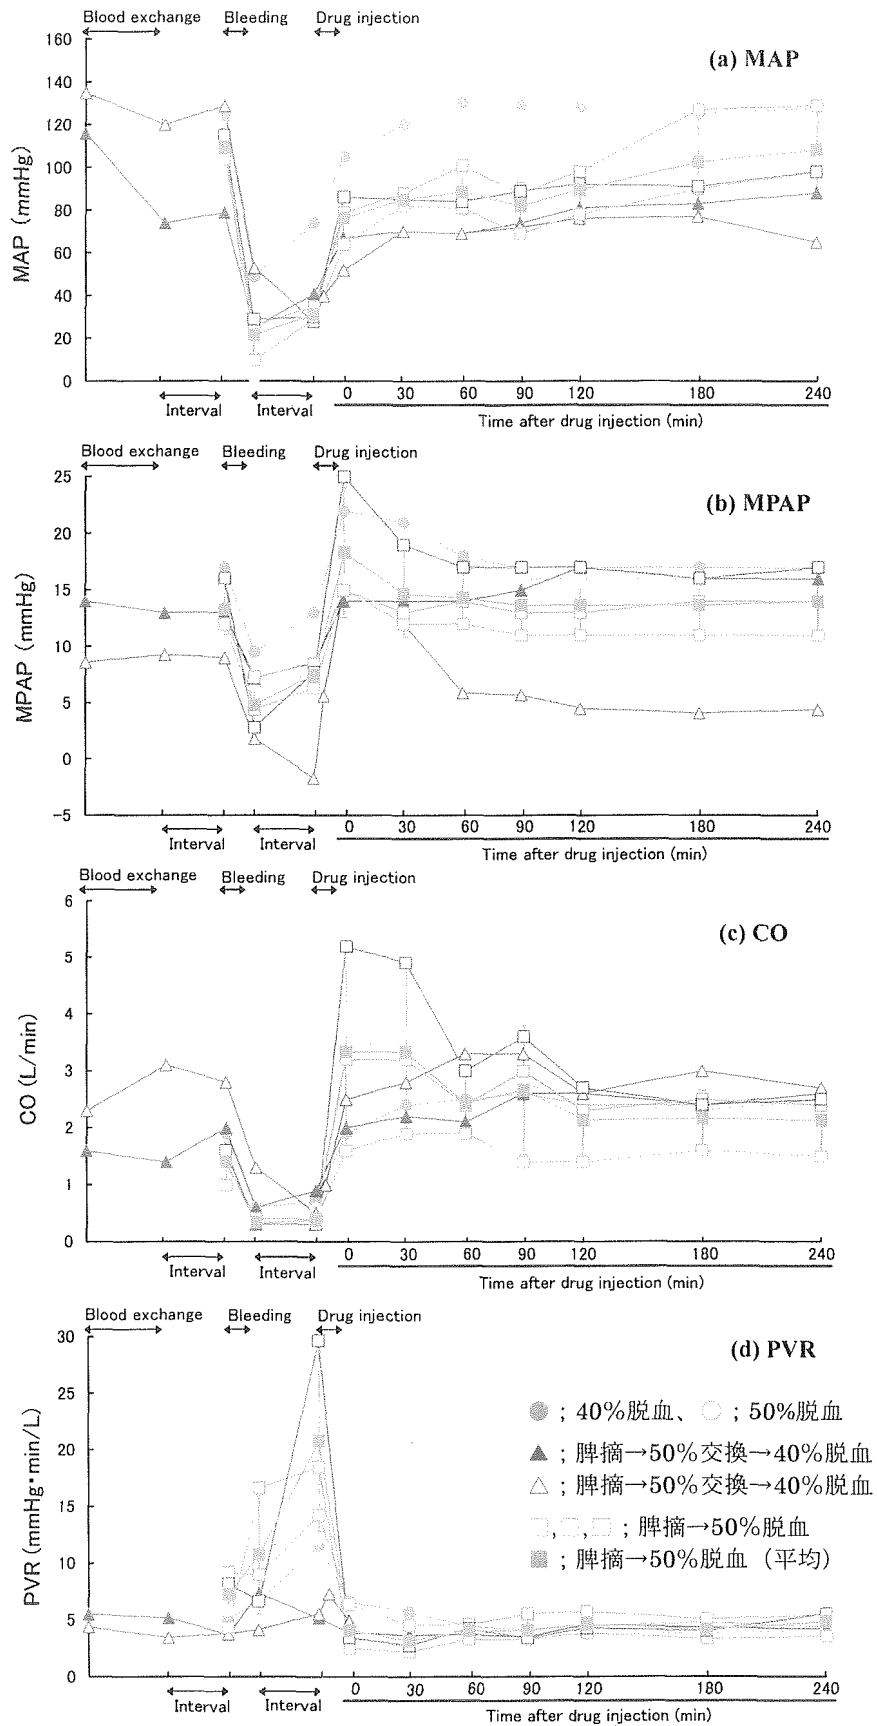 Blood exchange Bleeding Drug injection
(a) MAP
160
140
120
100
80
60
40
20
0
MAP (mmHg)
0 30 60 90 120 180 240
Interval Interval
Time after drug injection (min)
Blood exchange Bleeding Drug injection
(b) MPAP
25
20
15
10
5
0
-5
MPAP (mmHg)
0 30 60 90 120 180 240
Interval Interval
Time after drug injection (min)
Blood exchange Bleeding Drug injection
(c) CO
6
5
4
3
2
1
0
CO (L/min)
0 30 60 90 120 180 240
Interval Interval
Time after drug injection (min)
Blood exchange Bleeding Drug injection
(d) PVR
30
25
20
15
10
5
0
PVR (mmHg・min/L)
● ; 40%脱血、○ ; 50%脱血
▲ ; 脾摘→50%交換→40%脱血
△ ; 脾摘→50%交換→40%脱血
□,□,□ ; 脾摘→50%脱血
■ ; 脾摘→50%脱血（平均）
0 30 60 90 120 180 240
Interval Interval
Time after drug injection (min)